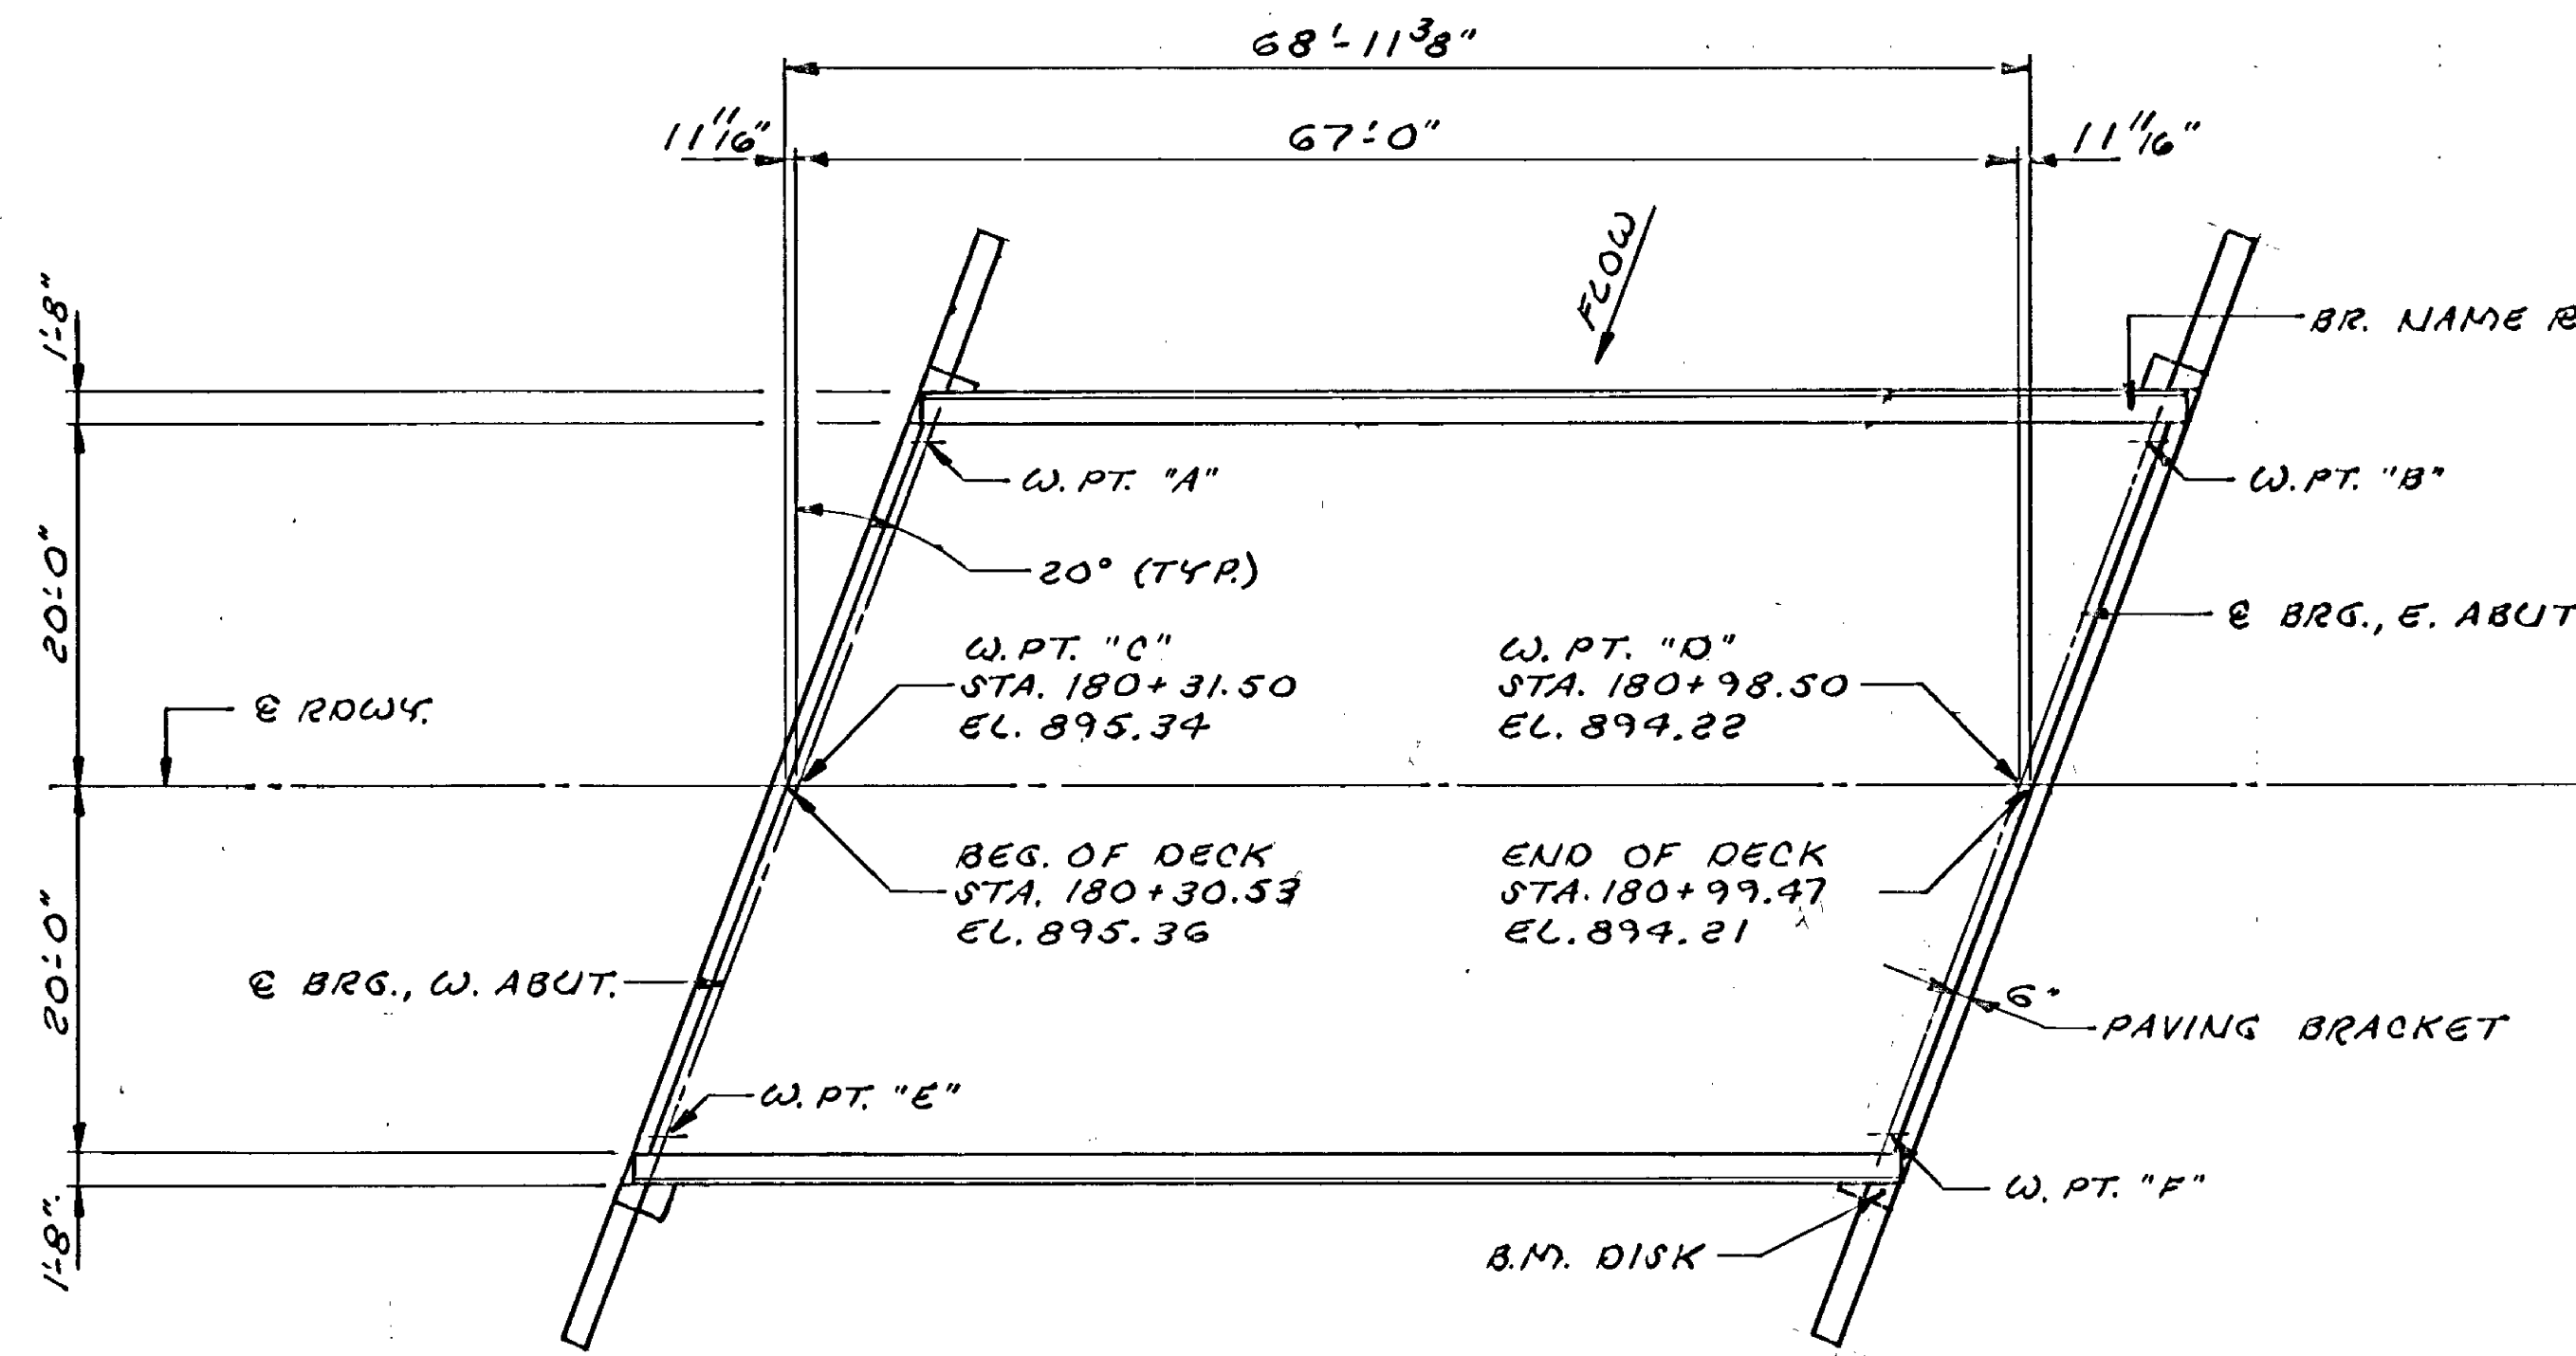 68'-11 3/8"
11 11/16"
67'-0"
11 11/16"
FLOW
1'-8"
BR. NAME
W. PT. "A"
W. PT. "B"
20'-0"
20° (TYP.)
℄ BRG., E. ABUT
W. PT. "C"
STA. 180+31.50
EL. 895.34
W. PT. "D"
STA. 180+98.50
EL. 894.22
℄ RDWY.
BEG. OF DECK
STA. 180+30.53
EL. 895.36
END OF DECK
STA. 180+99.47
EL. 894.21
20'-0"
℄ BRG., W. ABUT.
6"
PAVING BRACKET
W. PT. "E"
W. PT. "F"
1'-8"
B.M. DISK